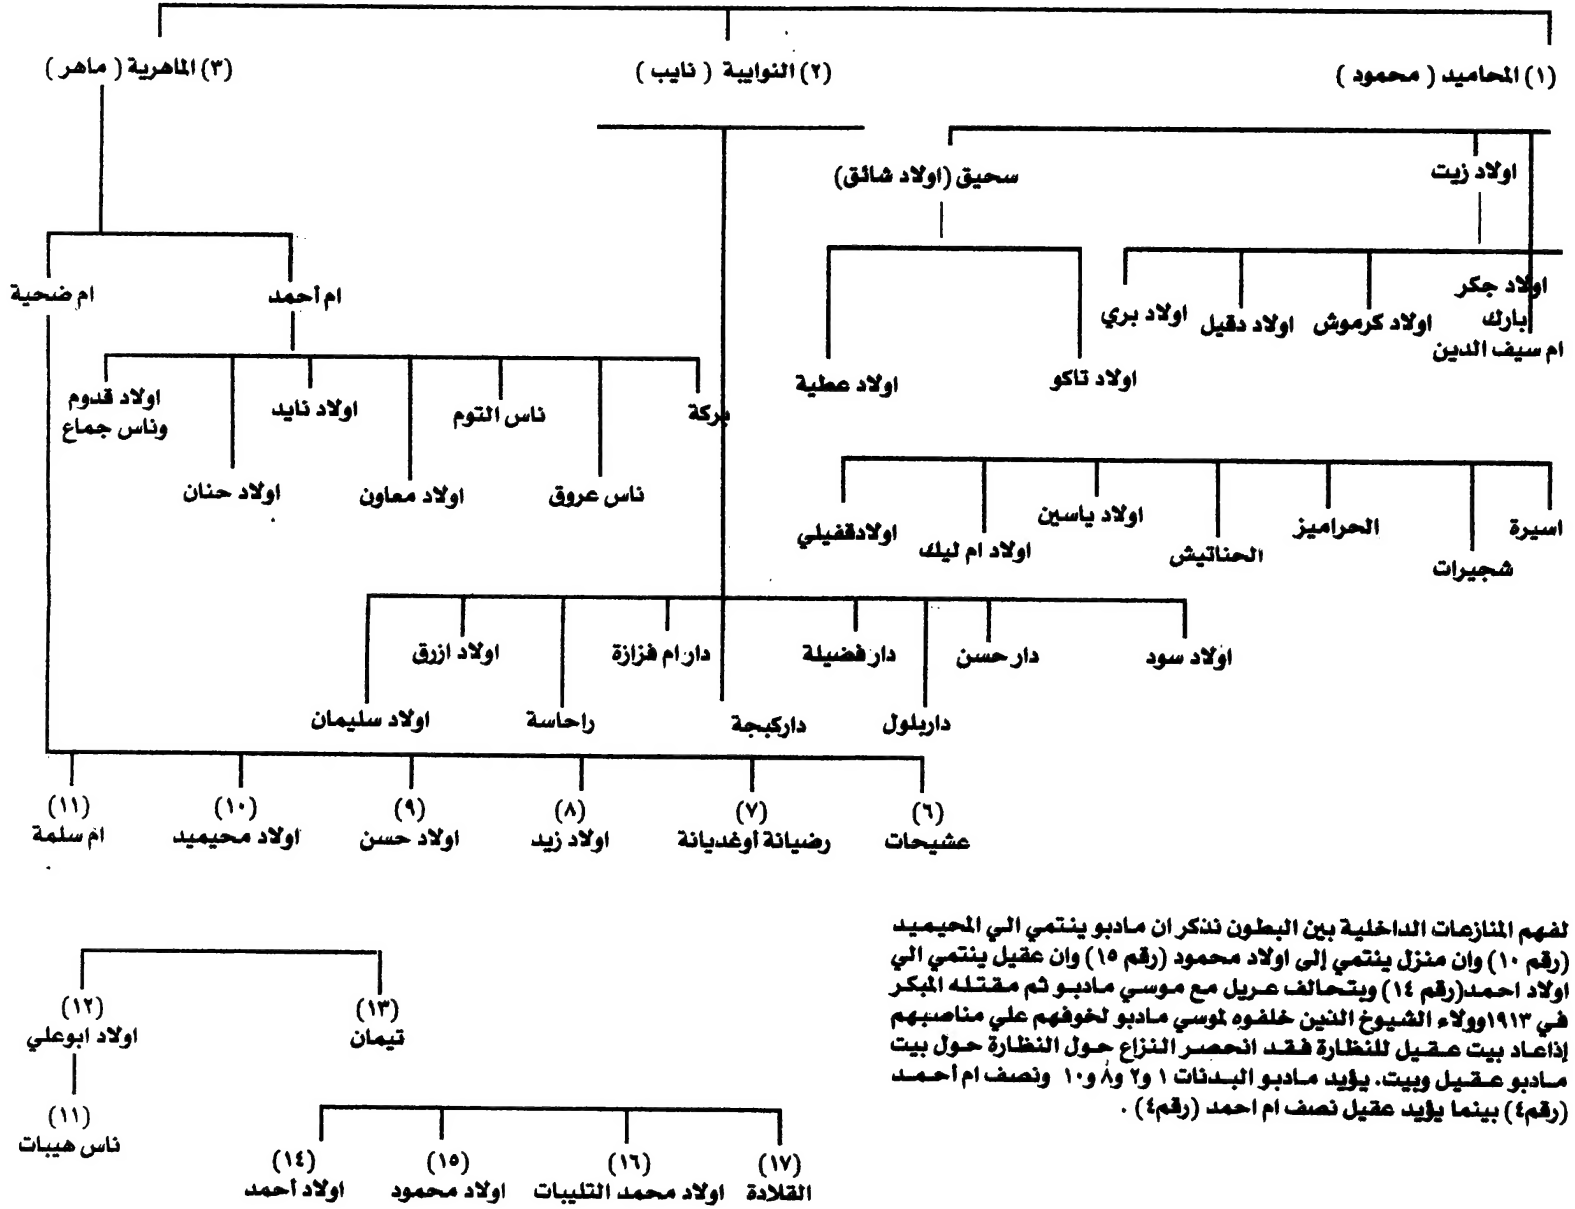 (١) المحاميد ( محمود )
(٢) النوايبة ( نايب )
(٣) الماهرية ( ماهر )
اولاد زيت
سحيق (اولاد شائق)
اولاد جكر
بارك
ام سيف الدين
اولاد كرموش
اولاد دقيل
اولاد بري
اولاد تاكو
اولاد عطية
ام أحمد
ام ضحية
بركة
ناس عروق
ناس التوم
اولاد معاون
اولاد نايد
اولاد حنان
اولاد قدوم
وناس جماع
اسيرة
شجيرات
الحراميز
الحناتيش
اولاد ياسين
اولاد ام ليك
اولادقفيلي
اولاد سود
دار حسن
داربلول
دار فضيلة
داركبجة
دار ام فزازة
راحاسة
اولاد ازرق
اولاد سليمان
(٦)
عشيحات
(٧)
رضيانة أوغديانة
(٨)
اولاد زيد
(٩)
اولاد حسن
(١٠)
اولاد محيميد
(١١)
ام سلمة
لفهم المنازعات الداخلية بين البطون نذكر ان مادبو ينتمي الي المحيميد
(رقم ١٠) وان منزل ينتمي إلى اولاد محمود (رقم ١٥) وان عقيل ينتمي الي
اولاد احمد(رقم ١٤) وبتحالف عريل مع موسي مادبو ثم مقتله المبكر
في ١٩١٣وولاء الشيوخ الذين خلفوه لموسي مادبو لخوفهم علي مناصبهم
إذاعاد بيت عقيل للنظارة فقد انحصر النزاع حول النظارة حول بيت
مادبو عقيل وبيت. يؤيد مادبو البدنات ١ و٢ و٨ و١٠ ونصف ام أحمد
(رقم٤) بينما يؤيد عقيل نصف ام احمد (رقم٤) .
(١٣)
تيمان
(١٢)
اولاد ابوعلي
(١١)
ناس هيبات
(١٧)
القلادة
(١٦)
اولاد محمد التليبات
(١٥)
اولاد محمود
(١٤)
اولاد أحمد